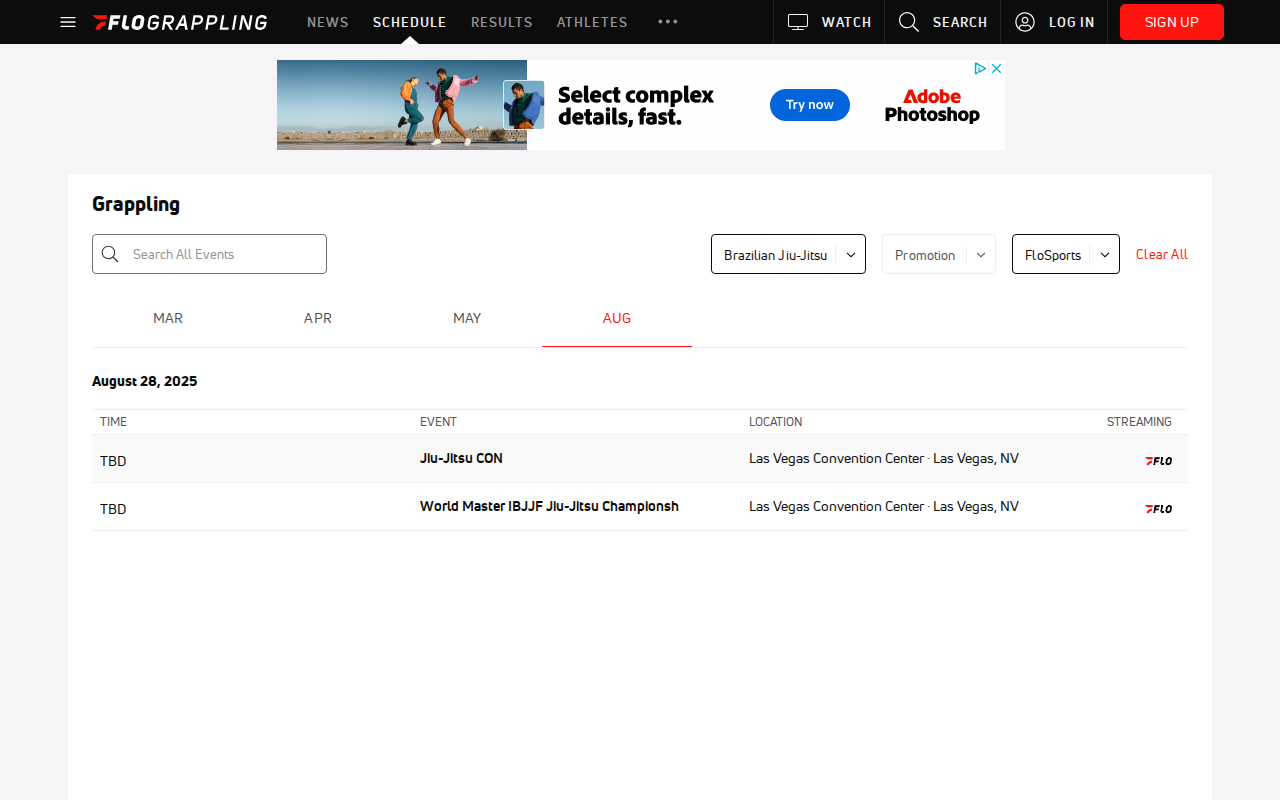 FLOGRAPPLING NEWS SCHEDULE RESULTS ATHLETES WATCH SEARCH LOG IN SIGN UP
Select complex
details, fast.
Try now
Adobe
Photoshop
Grappling
Search All Events Brazilian Jiu-Jitsu Promotion FloSports Clear All
MAR APR MAY AUG
August 28, 2025
TIME EVENT LOCATION STREAMING
TBD Jiu-Jitsu CON Las Vegas Convention Center · Las Vegas, NV FLO
TBD World Master IBJJF Jiu-Jitsu Championsh Las Vegas Convention Center · Las Vegas, NV FLO